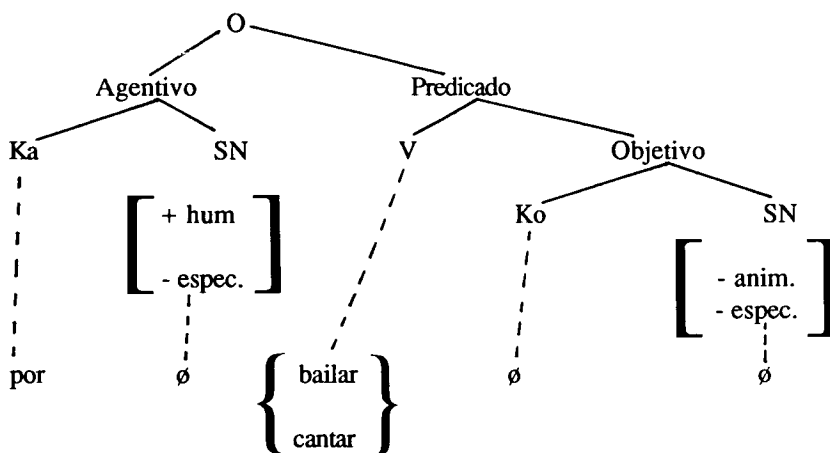 O
Agentivo Predicado
Ka SN V Objetivo
+ hum Ko SN
- espec. - anim.
- espec.
por ø bailar ø ø
cantar